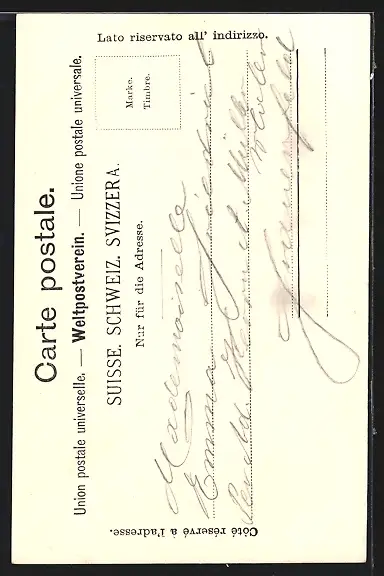 Carte postale.
Union postale universelle. — Weltpostverein. — Unione postale universale.
SUISSE. SCHWEIZ. SVIZZERA.
Nur für die Adresse.
Marke.
Timbre.
Côté réservé à l'adresse.
Lato riservato all' indirizzo.
Mademoiselle
Emma
Frauenfeld